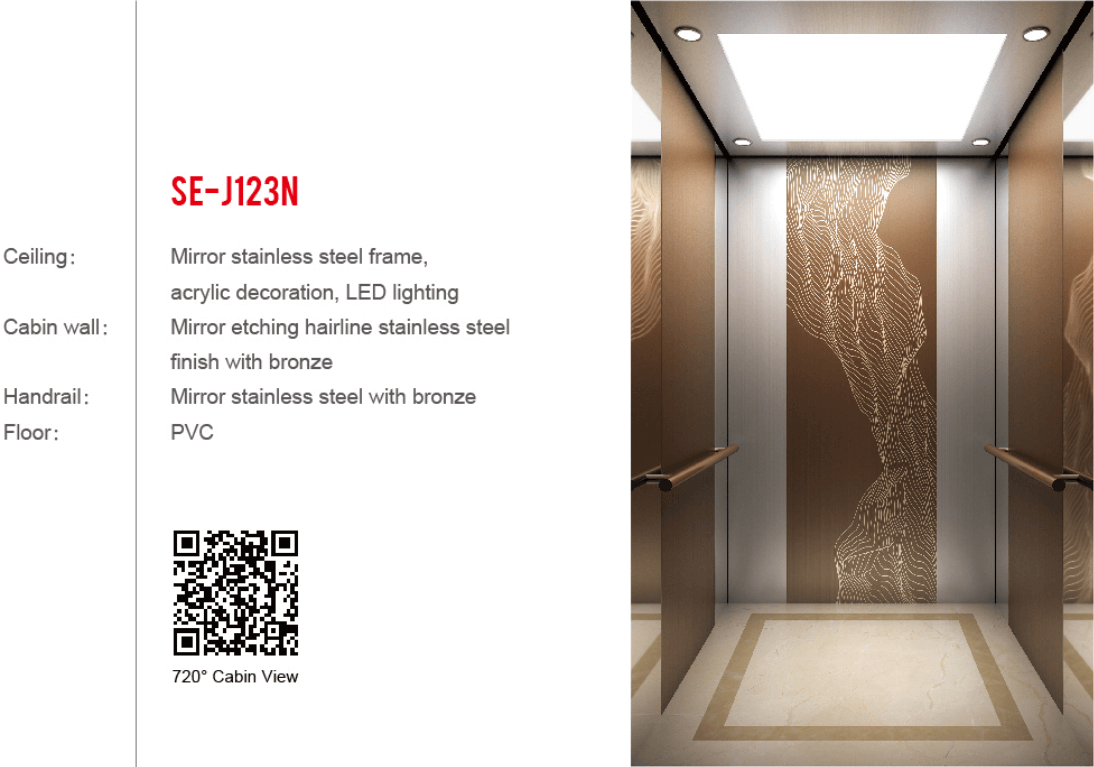 SE-J123N
Ceiling: Mirror stainless steel frame,
acrylic decoration, LED lighting
Cabin wall: Mirror etching hairline stainless steel
finish with bronze
Handrail: Mirror stainless steel with bronze
Floor: PVC
720° Cabin View